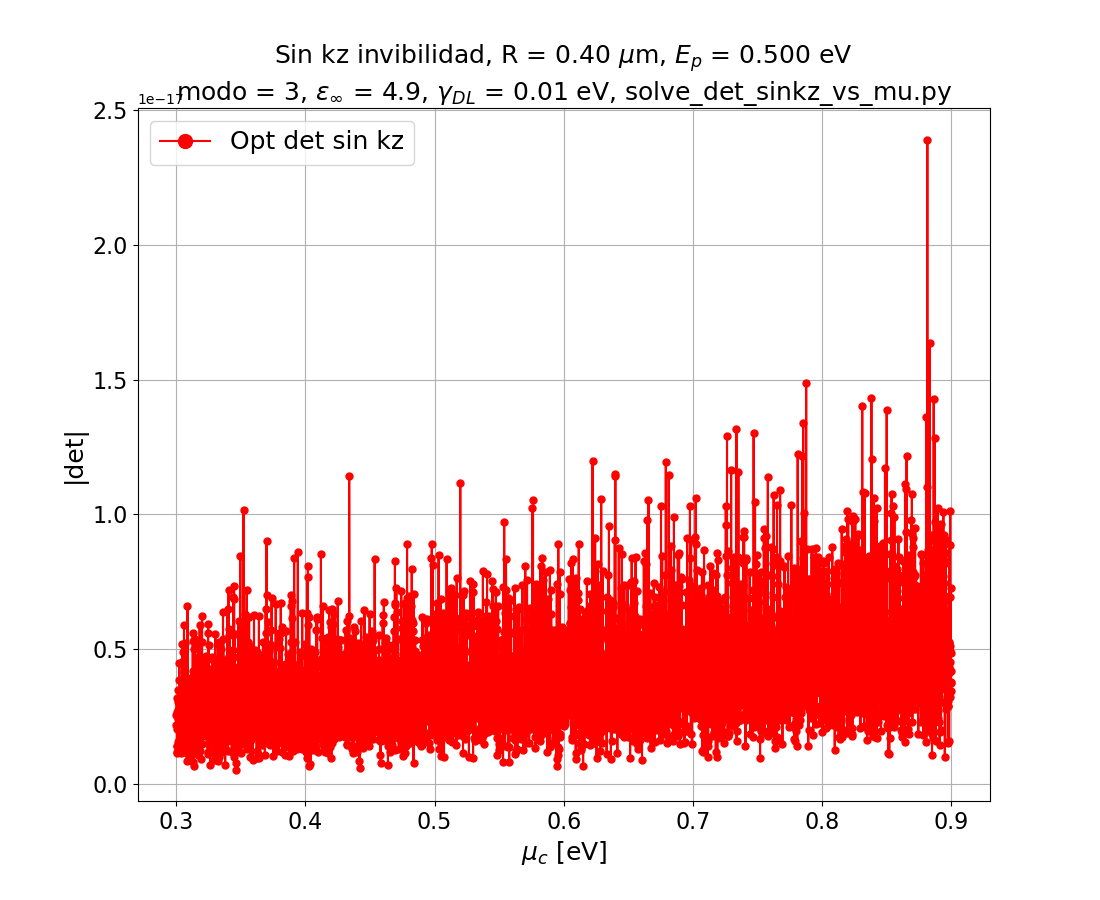 Sin kz invibilidad, R = 0.40 μm, E_p = 0.500 eV
modo = 3, ε_∞ = 4.9, γ_DL = 0.01 eV, solve_det_sinkz_vs_mu.py
1e−17
Opt det sin kz
2.5
2.0
1.5
1.0
0.5
0.0
|det|
0.3 0.4 0.5 0.6 0.7 0.8 0.9
μ_c [eV]